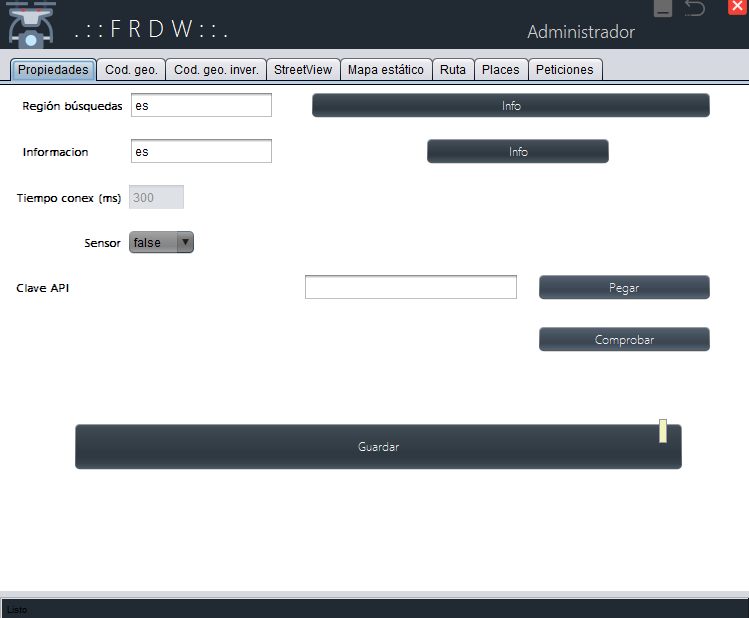 .::FRDW::.
Administrador
Propiedades Cod. geo. Cod. geo. inver. StreetView Mapa estático Ruta Places Peticiones
Región búsquedas es Info
Informacion es Info
Tiempo conex (ms) 300
Sensor false
Clave API Pegar
Comprobar
Guardar
Listo